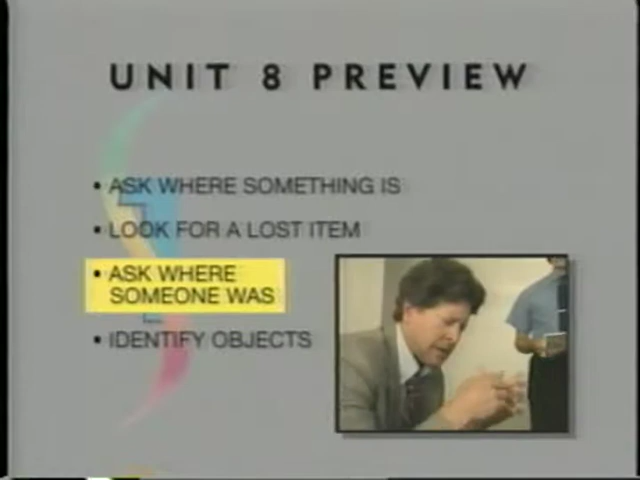 UNIT 8 PREVIEW
• ASK WHERE SOMETHING IS
• LOOK FOR A LOST ITEM
• ASK WHERE
SOMEONE WAS
• IDENTIFY OBJECTS